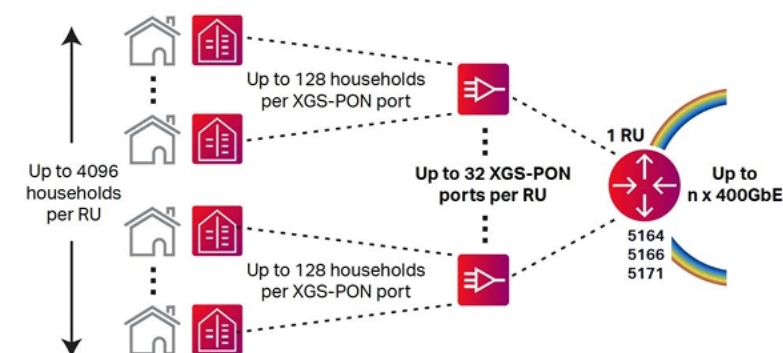 Up to 128 households
per XGS-PON port
1 RU
Up to 4096
households
per RU
Up to 32 XGS-PON
ports per RU
Up to
n x 400GbE
5164
5166
5171
Up to 128 households
per XGS-PON port